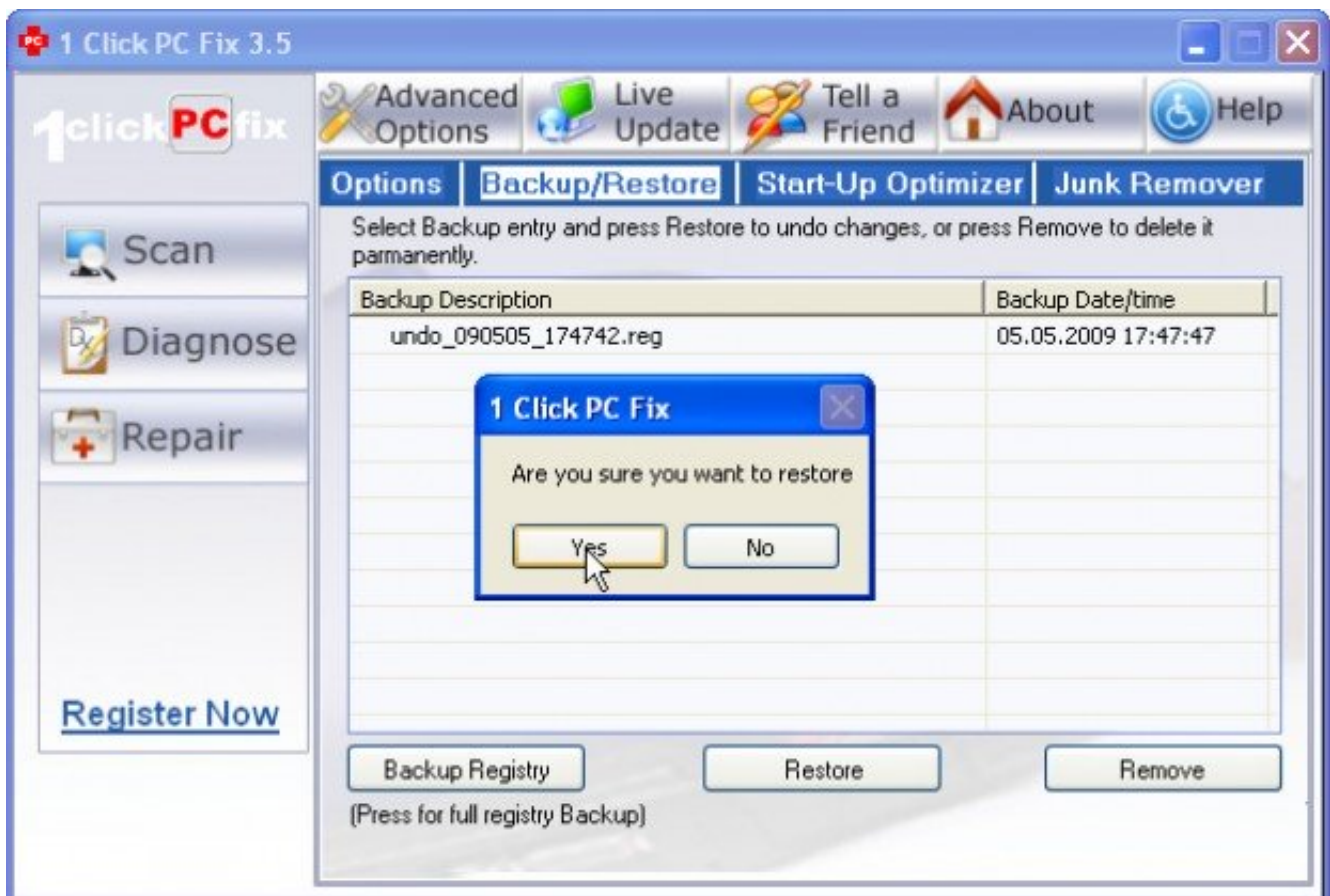 1 Click PC Fix 3.5
1click PC fix
Advanced Options
Live Update
Tell a Friend
About
Help
Options
Backup/Restore
Start-Up Optimizer
Junk Remover
Scan
Diagnose
Repair
Register Now
Select Backup entry and press Restore to undo changes, or press Remove to delete it
parmanently.
Backup Description
Backup Date/time
undo_090505_174742.reg
05.05.2009 17:47:47
1 Click PC Fix
Are you sure you want to restore
Yes
No
Backup Registry
Restore
Remove
(Press for full registry Backup)